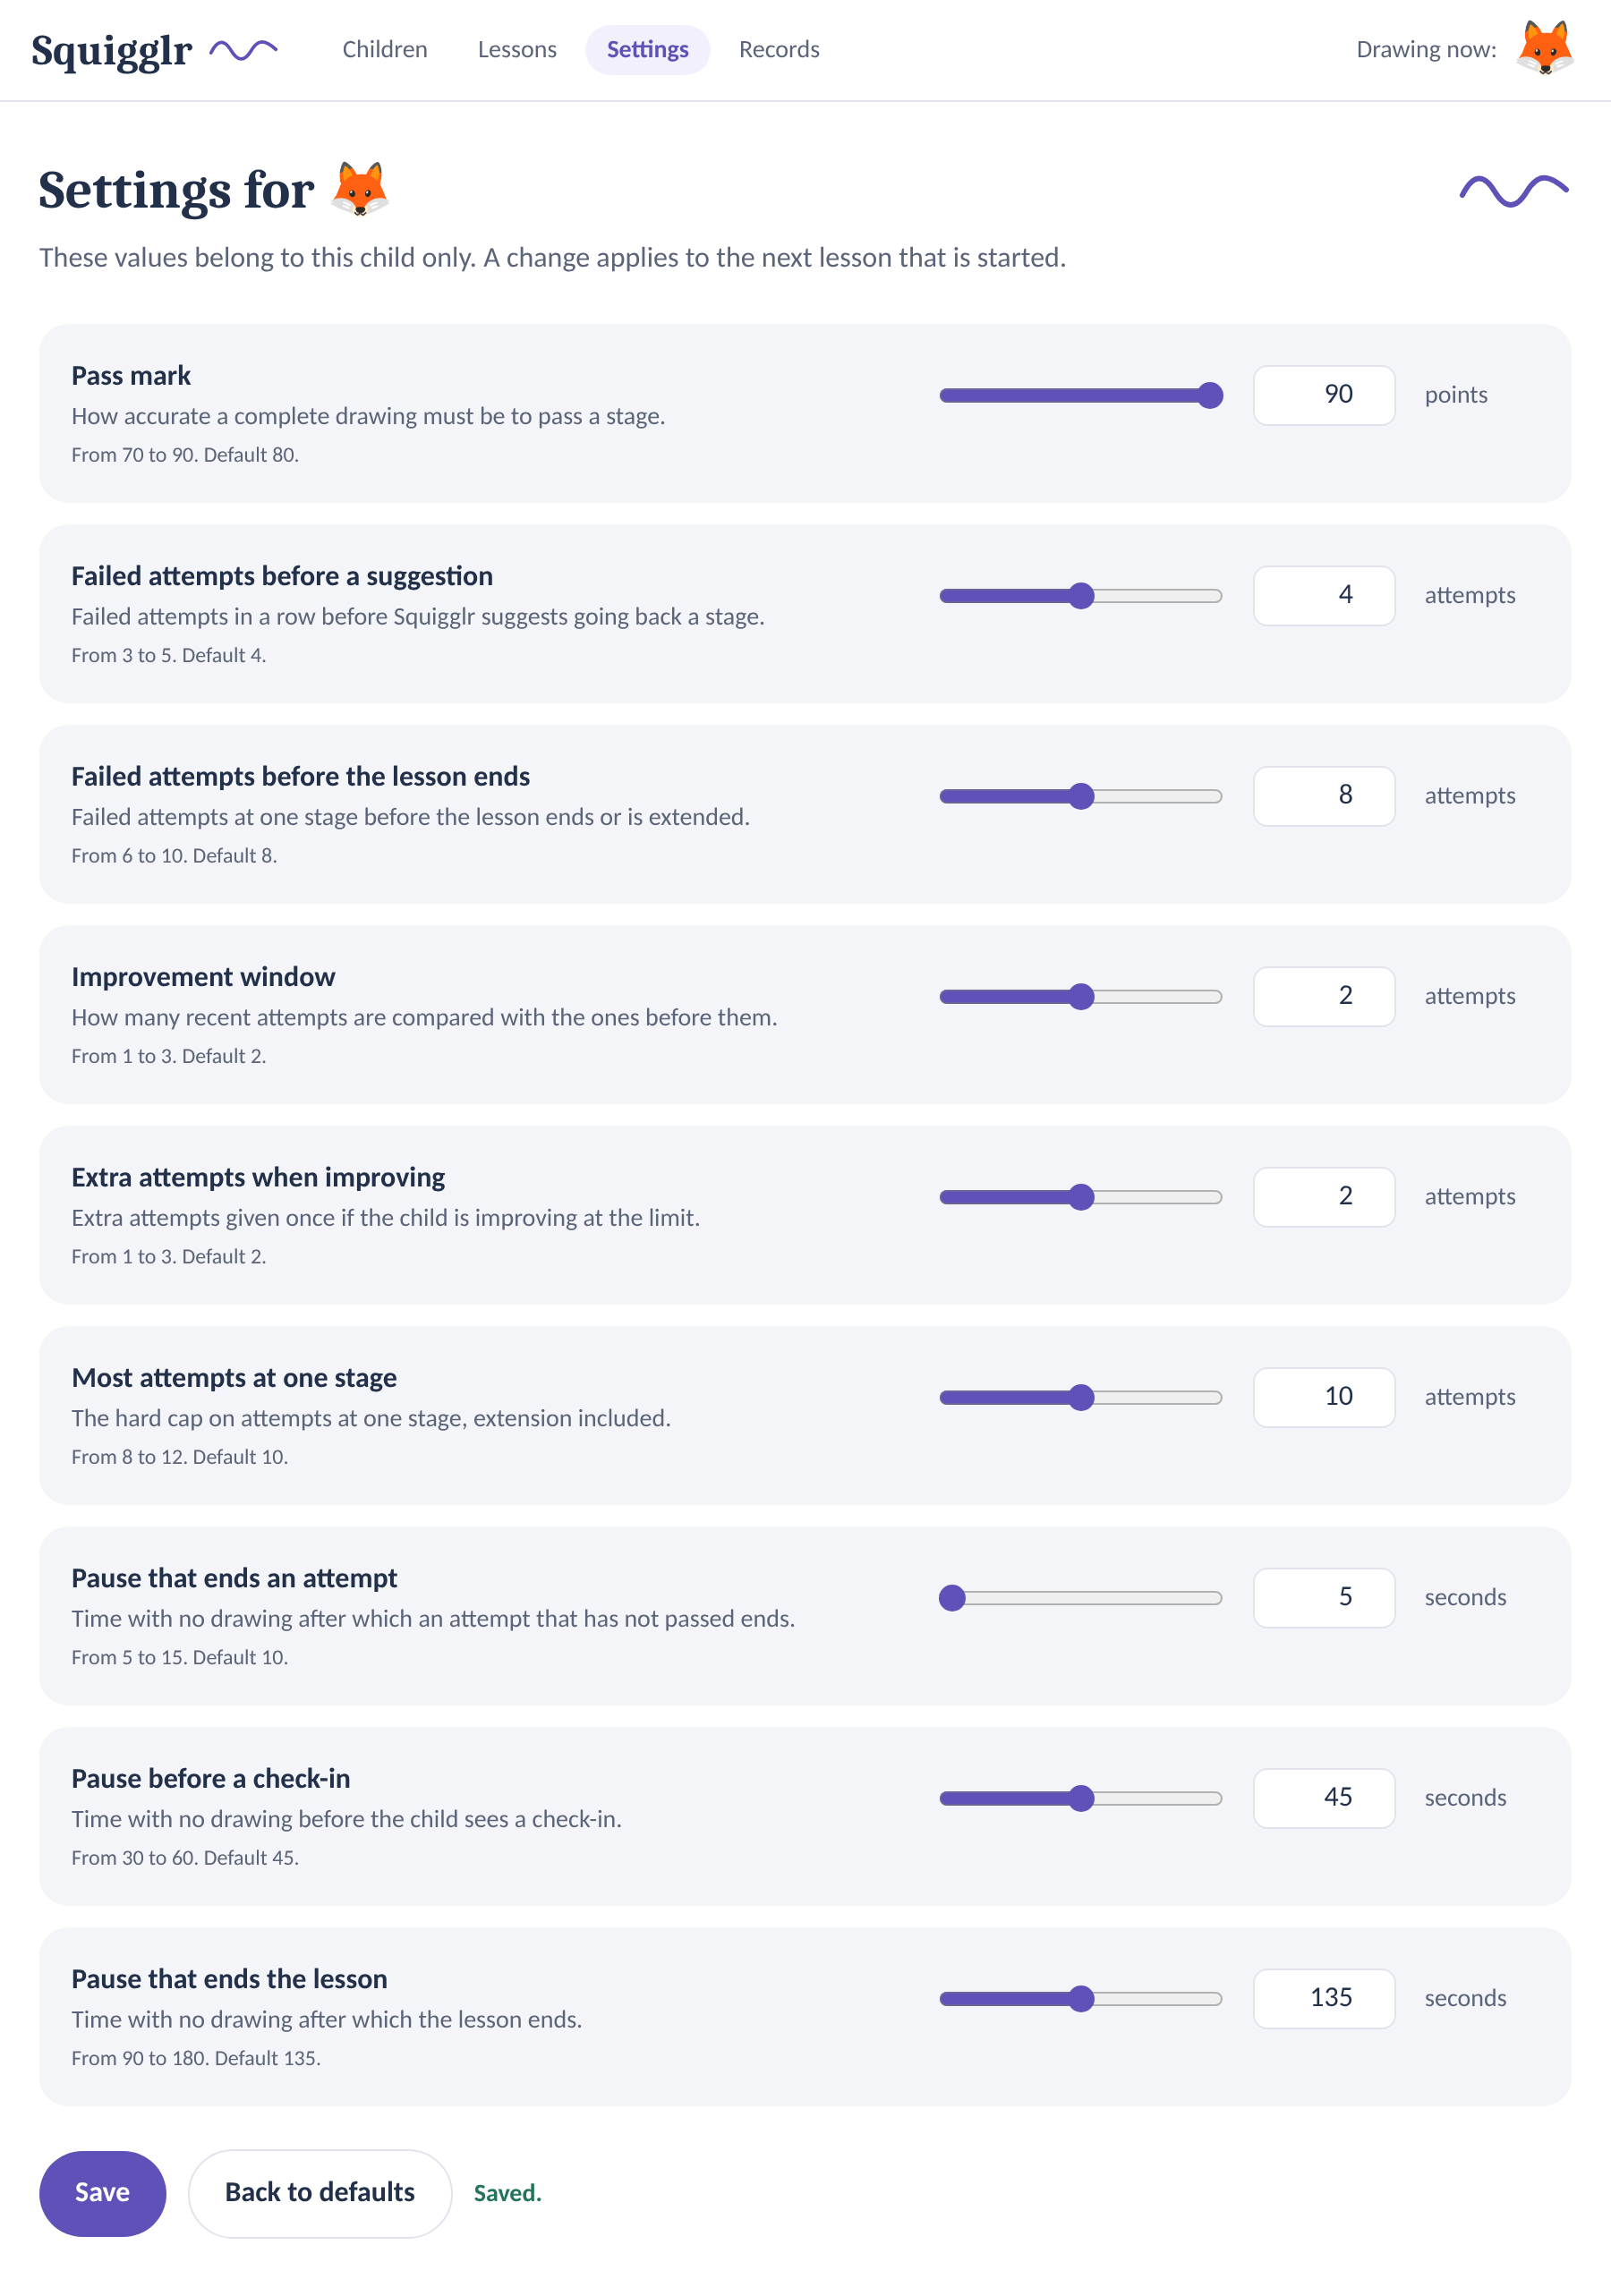 Squigglr
Children
Lessons
Settings
Records
Drawing now:
Settings for
These values belong to this child only. A change applies to the next lesson that is started.
Pass mark
How accurate a complete drawing must be to pass a stage.
From 70 to 90. Default 80.
90
points
Failed attempts before a suggestion
Failed attempts in a row before Squigglr suggests going back a stage.
From 3 to 5. Default 4.
4
attempts
Failed attempts before the lesson ends
Failed attempts at one stage before the lesson ends or is extended.
From 6 to 10. Default 8.
8
attempts
Improvement window
How many recent attempts are compared with the ones before them.
From 1 to 3. Default 2.
2
attempts
Extra attempts when improving
Extra attempts given once if the child is improving at the limit.
From 1 to 3. Default 2.
2
attempts
Most attempts at one stage
The hard cap on attempts at one stage, extension included.
From 8 to 12. Default 10.
10
attempts
Pause that ends an attempt
Time with no drawing after which an attempt that has not passed ends.
From 5 to 15. Default 10.
5
seconds
Pause before a check-in
Time with no drawing before the child sees a check-in.
From 30 to 60. Default 45.
45
seconds
Pause that ends the lesson
Time with no drawing after which the lesson ends.
From 90 to 180. Default 135.
135
seconds
Save
Back to defaults
Saved.